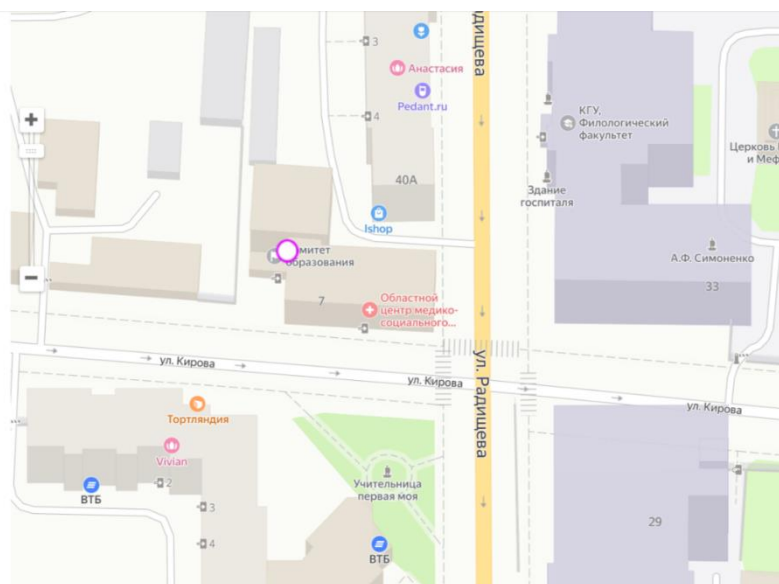 3
Анастасия
Pedant.ru
4
40А
Ishop
ул. Радищева
КГУ,
Филологический
факультет
Церковь
и Меф
Здание
госпиталя
А.Ф. Симоненко
33
митет
образования
7
Областной
центр медико-
социального...
ул. Кирова
ул. Кирова
ул. Радищева
ул. Кирова
Тортляндия
Vivian
2
ВТБ
3
4
Учительница
первая моя
ВТБ
29